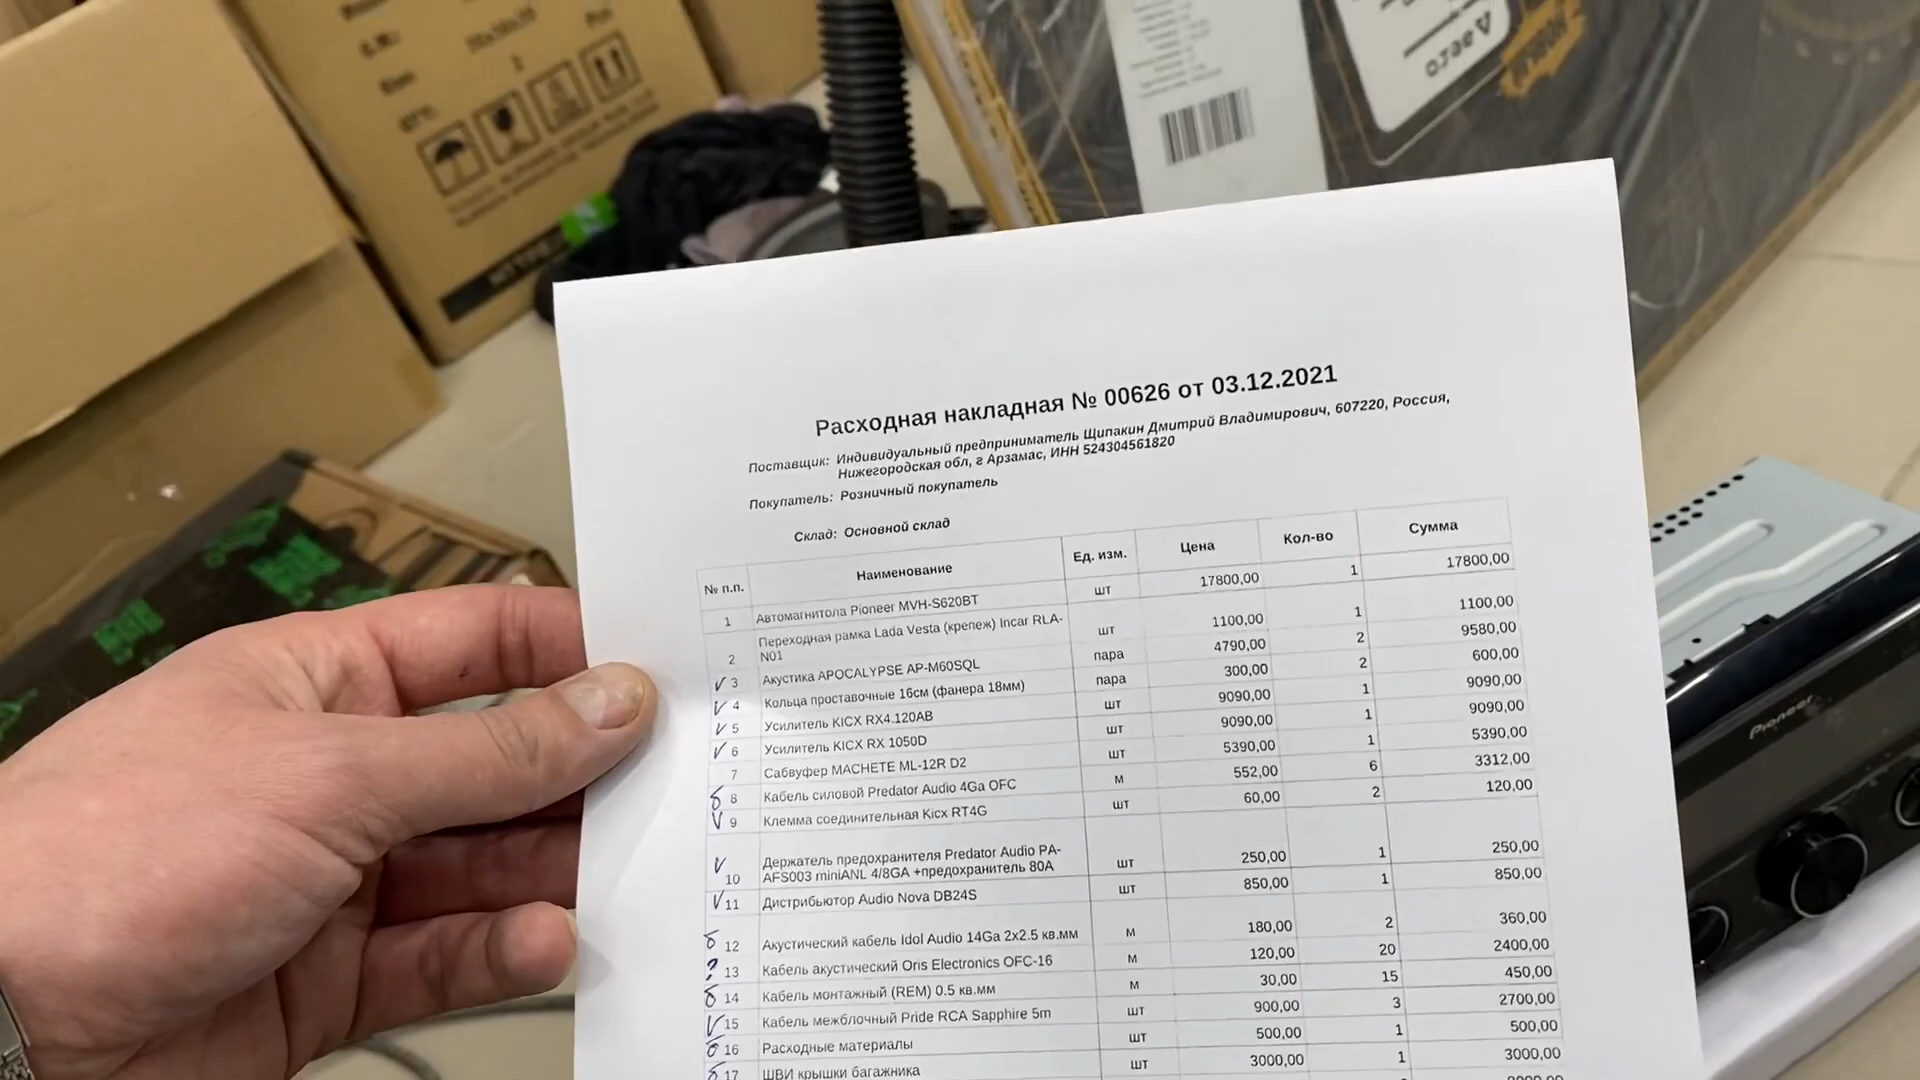 Расходная накладная № 00626 от 03.12.2021
Поставщик: Индивидуальный предприниматель Щипакин Дмитрий Владимирович, 607220, Россия,
Нижегородская обл, г Арзамас, ИНН 524304561820
Покупатель: Розничный покупатель
Склад: Основной склад
№ п.п. Наименование Ед. изм. Цена Кол-во Сумма
1 Автомагнитола Pioneer MVH-S620BT шт 17800,00 1 17800,00
2 Переходная рамка Lada Vesta (крепеж) Incar RLA-
N01 шт 1100,00 1 1100,00
3 Акустика APOCALYPSE AP-M60SQL пара 4790,00 2 9580,00
4 Кольца проставочные 16см (фанера 18мм) пара 300,00 2 600,00
5 Усилитель KICX RX4.120AB шт 9090,00 1 9090,00
6 Усилитель KICX RX 1050D шт 9090,00 1 9090,00
7 Сабвуфер MACHETE ML-12R D2 шт 5390,00 1 5390,00
8 Кабель силовой Predator Audio 4Ga OFC м 552,00 6 3312,00
9 Клемма соединительная Kicx RT4G шт 60,00 2 120,00
10 Держатель предохранителя Predator Audio PA-
AFS003 miniANL 4/8GA +предохранитель 80А шт 250,00 1 250,00
11 Дистрибьютор Audio Nova DB24S шт 850,00 1 850,00
12 Акустический кабель Idol Audio 14Ga 2x2.5 кв.мм м 180,00 2 360,00
13 Кабель акустический Oris Electronics OFC-16 м 120,00 20 2400,00
14 Кабель монтажный (REM) 0.5 кв.мм м 30,00 15 450,00
15 Кабель межблочный Pride RCA Sapphire 5m шт 900,00 3 2700,00
16 Расходные материалы шт 500,00 1 500,00
17 ШВИ крышки багажника шт 3000,00 1 3000,00
Pioneer